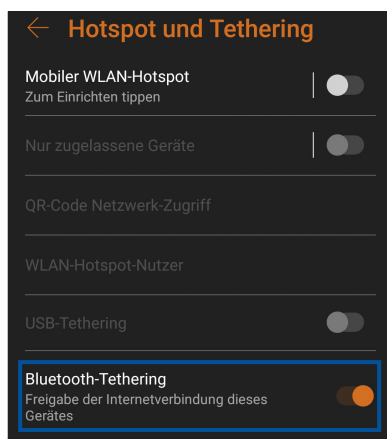 Hotspot und Tethering
Mobiler WLAN-Hotspot
Zum Einrichten tippen
Nur zugelassene Geräte
QR-Code Netzwerk-Zugriff
WLAN-Hotspot-Nutzer
USB-Tethering
Bluetooth-Tethering
Freigabe der Internetverbindung dieses
Gerätes